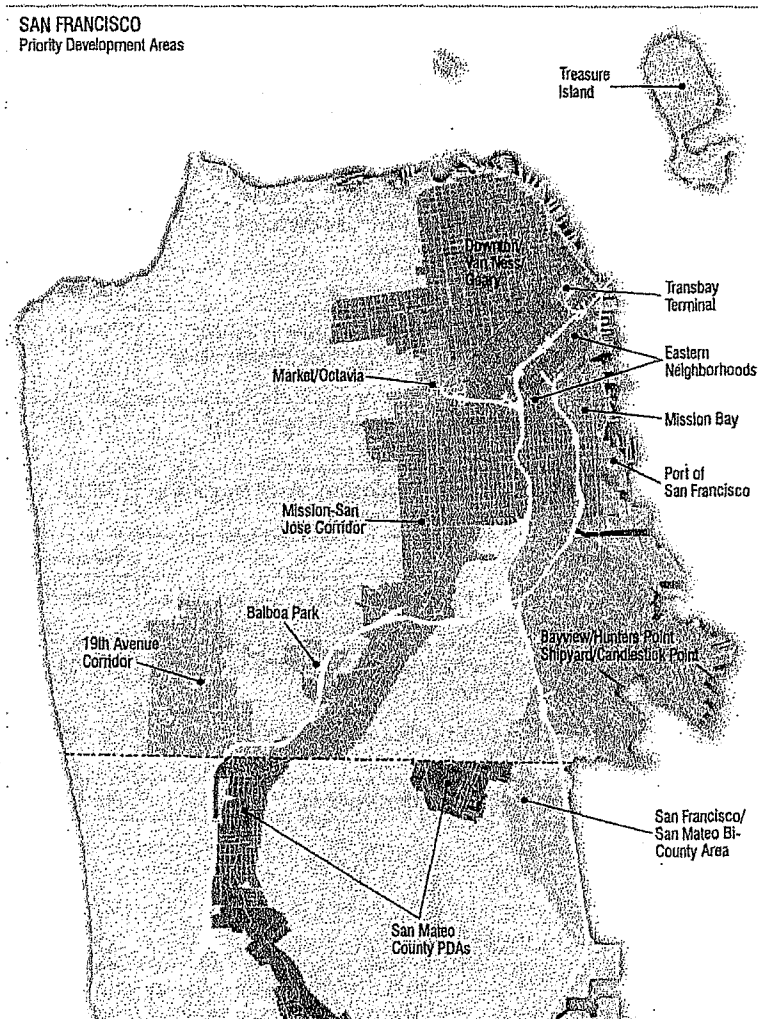 SAN FRANCISCO
Priority Development Areas
Treasure
Island
Downtown/
Van Ness/
Geary
Transbay
Terminal
Eastern
Neighborhoods
Market/Octavia
Mission Bay
Port of
San Francisco
Mission-San
Jose Corridor
Balboa Park
19th Avenue
Corridor
Bayview/Hunters Point
Shipyard/Candlestick Point
San Francisco/
San Mateo Bi-
County Area
San Mateo
County PDAs